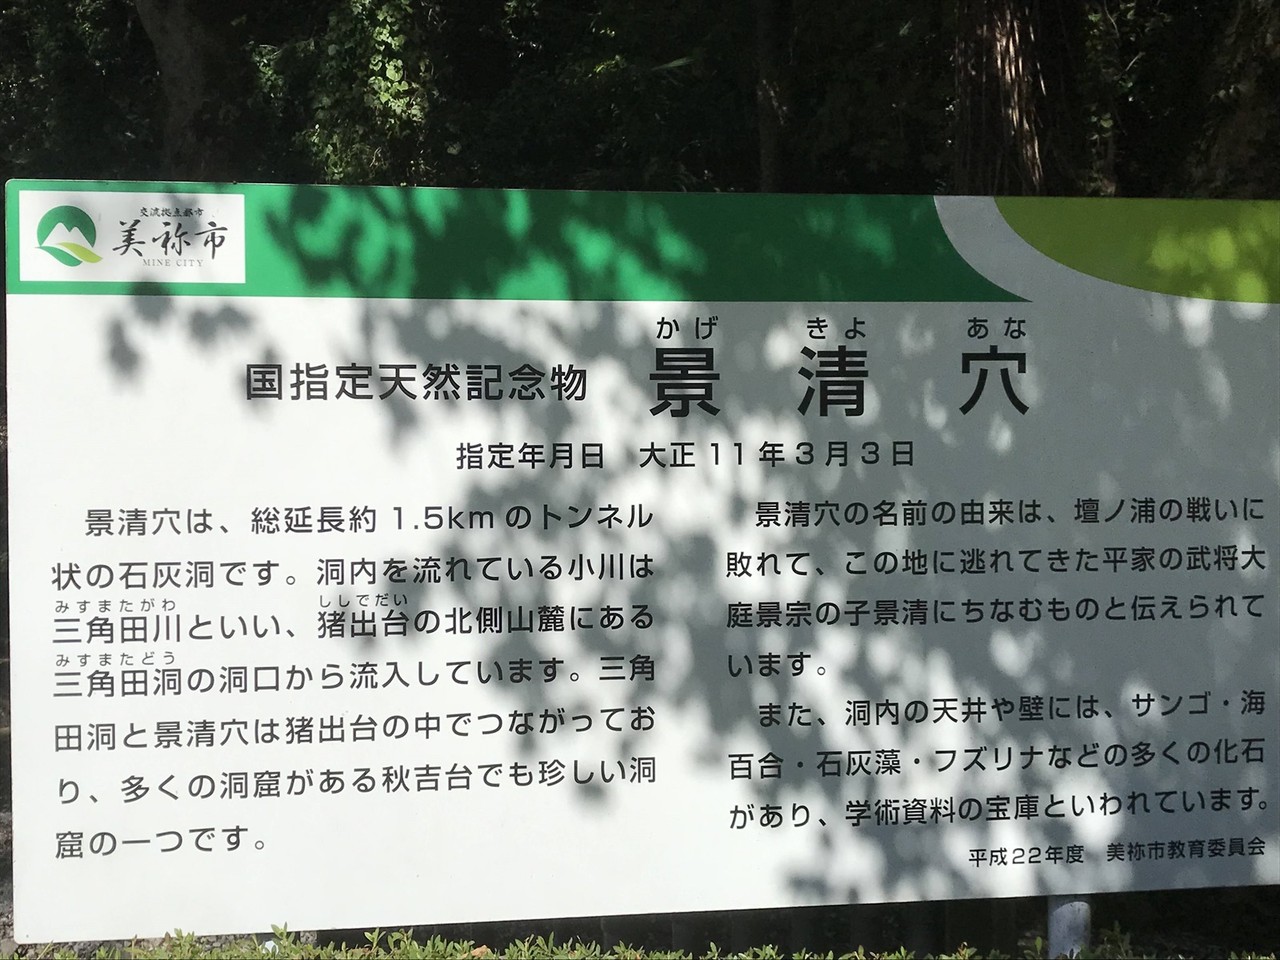 交流拠点都市
美祢市
MINE CITY
かげ きよ あな
国指定天然記念物 景清穴
指定年月日 大正11年3月3日
景清穴は、総延長約1.5kmのトンネル
状の石灰洞です。洞内を流れている小川は
みすまたがわ ししでだい
三角田川といい、猪出台の北側山麓にある
みすまたどう
三角田洞の洞口から流入しています。三角
田洞と景清穴は猪出台の中でつながってお
り、多くの洞窟がある秋吉台でも珍しい洞
窟の一つです。
景清穴の名前の由来は、壇ノ浦の戦いに
敗れて、この地に逃れてきた平家の武将大
庭景宗の子景清にちなむものと伝えられて
います。
また、洞内の天井や壁には、サンゴ・海
百合・石灰藻・フズリナなどの多くの化石
があり、学術資料の宝庫といわれています。
平成22年度 美祢市教育委員会